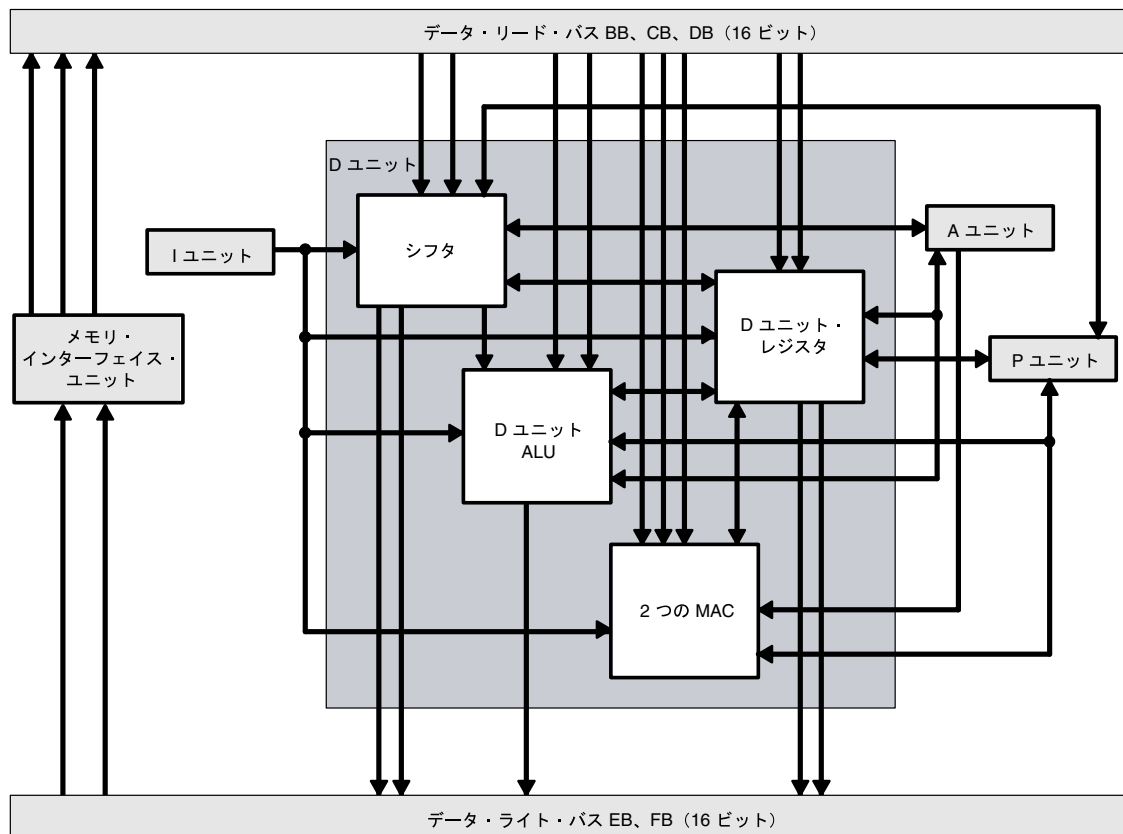 データ・リード・バス BB、CB、DB（16 ビット）
D ユニット
シフタ
I ユニット
A ユニット
D ユニット・
レジスタ
メモリ・
インターフェイス・
ユニット
P ユニット
D ユニット
ALU
2 つの MAC
データ・ライト・バス EB、FB（16 ビット）